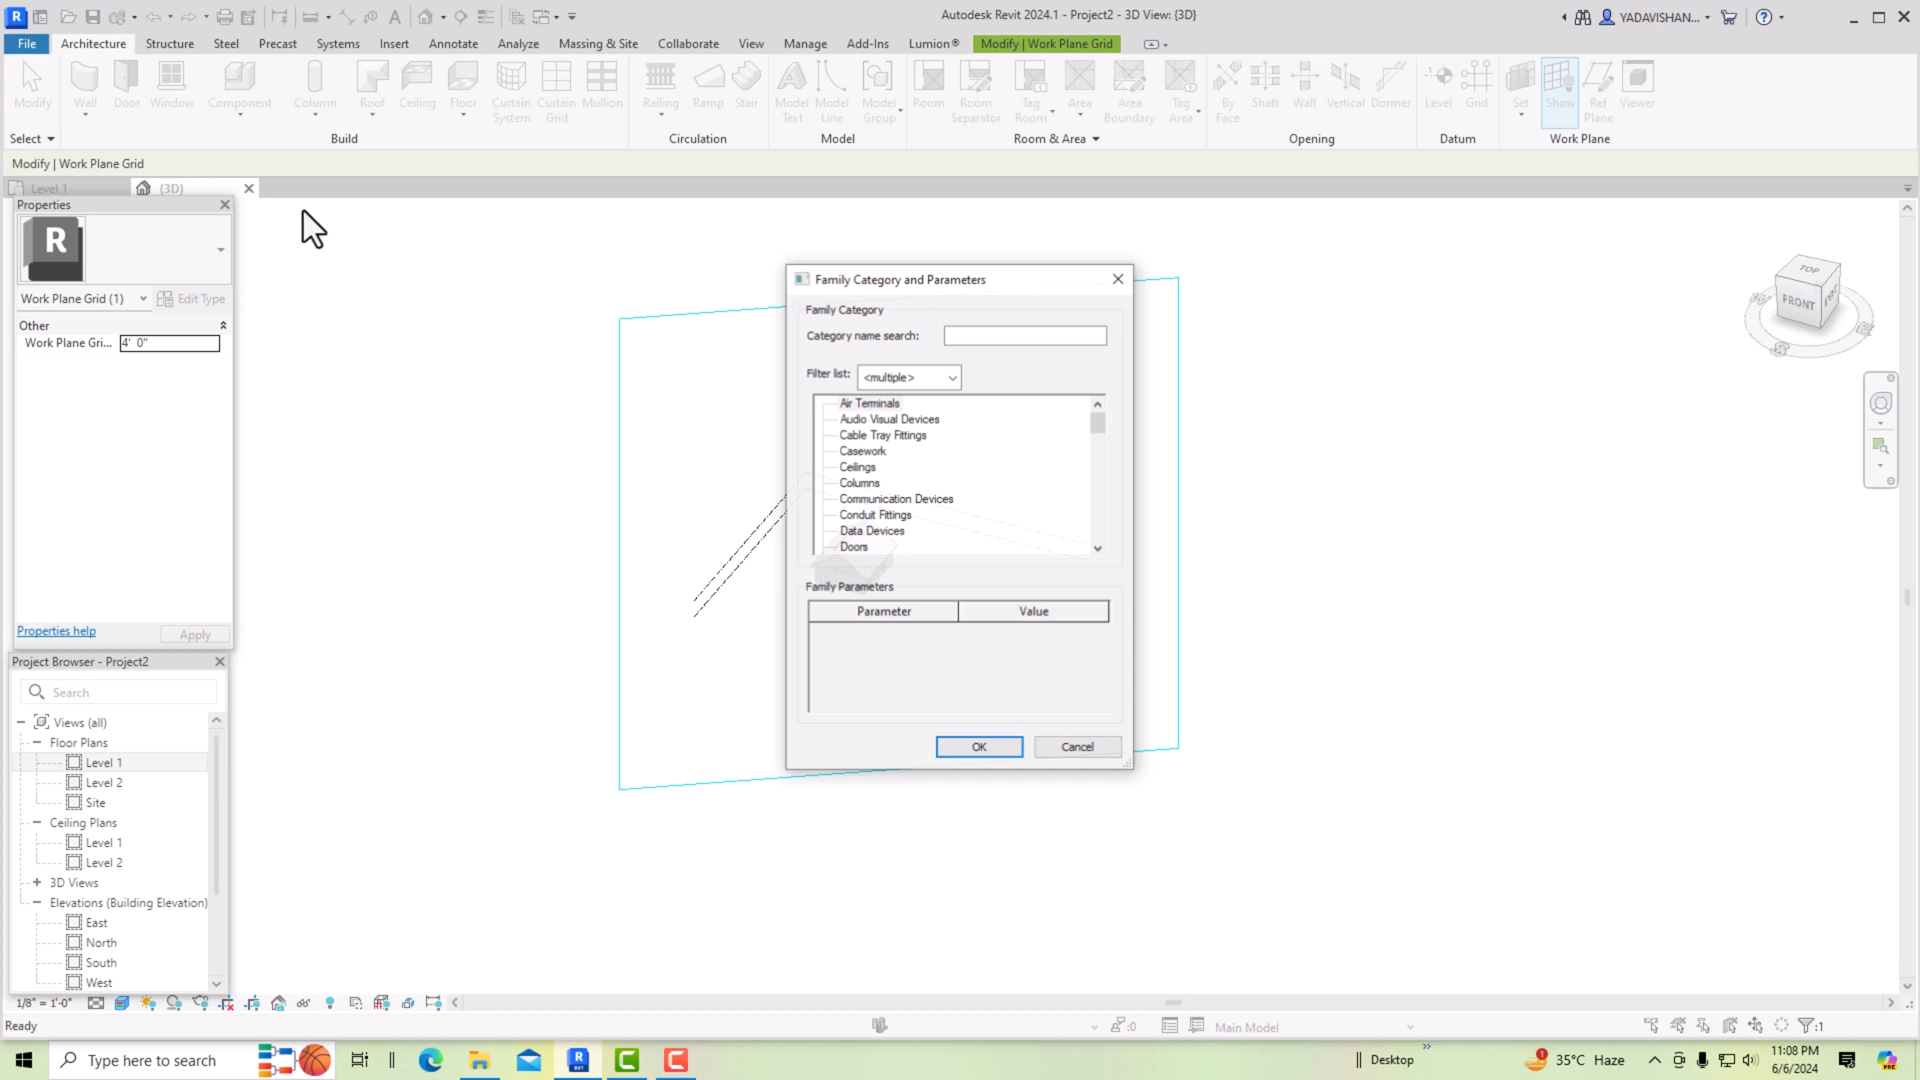 Autodesk Revit 2024.1 - Project2 - 3D View: {3D}
YADAVISHAN...
File Architecture Structure Steel Precast Systems Insert Annotate Analyze Massing & Site Collaborate View Manage Add-Ins Lumion® Modify | Work Plane Grid
Modify Wall Door Window Component Column Roof Ceiling Floor Curtain System Curtain Grid Mullion Railing Ramp Stair Model Text Model Line Model Group Room Room Separator Tag Room Area Area Boundary Tag Area By Face Shaft Wall Vertical Dormer Level Grid Set Show Ref Plane Viewer
Select Build Circulation Model Room & Area Opening Datum Work Plane
Modify | Work Plane Grid
Level 1 {3D}
Properties
R
Work Plane Grid (1) Edit Type
Other
Work Plane Gri... 4' 0"
Properties help Apply
Project Browser - Project2
Search
Views (all)
Floor Plans
Level 1
Level 2
Site
Ceiling Plans
Level 1
Level 2
3D Views
Elevations (Building Elevation)
East
North
South
West
Family Category and Parameters
Family Category
Category name search:
Filter list: <multiple>
Air Terminals
Audio Visual Devices
Cable Tray Fittings
Casework
Ceilings
Columns
Communication Devices
Conduit Fittings
Data Devices
Doors
Family Parameters
Parameter Value
OK Cancel
TOP
FRONT
S
1/8" = 1'-0"
Ready
:0 Main Model :1
Type here to search
Desktop
35°C Haze
11:08 PM
6/6/2024